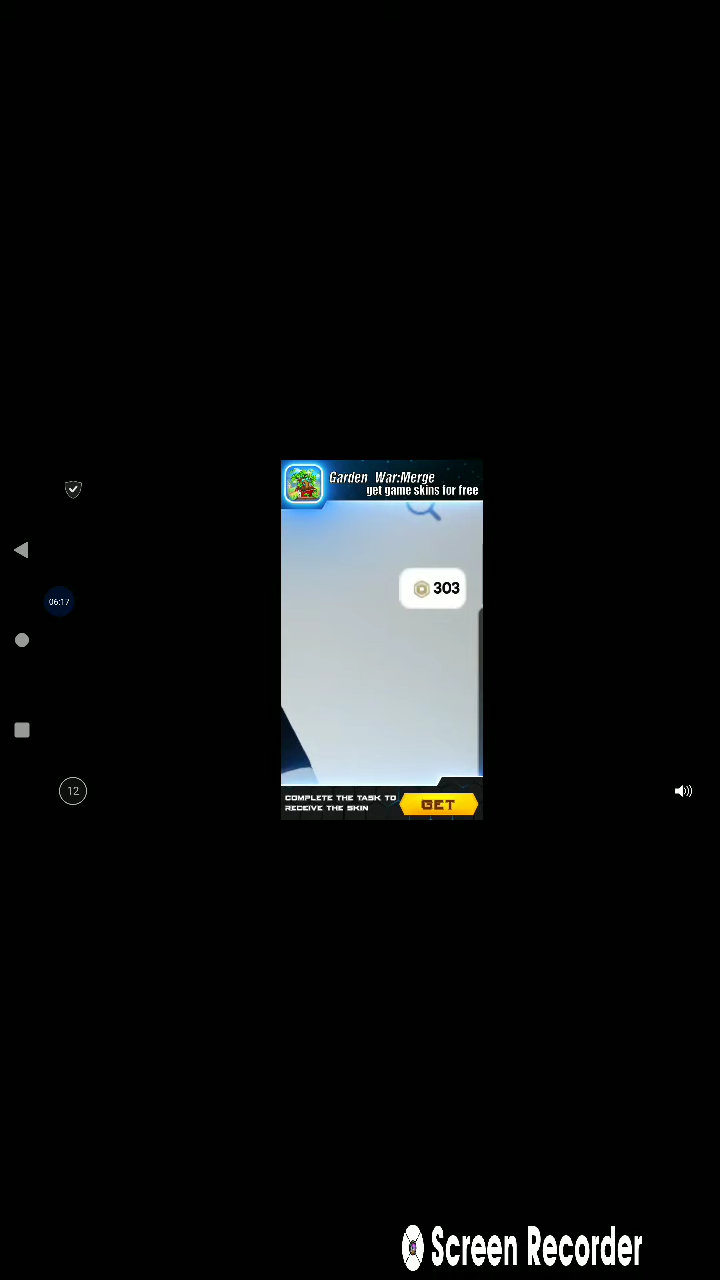 Garden War:Merge
get game skins for free
303
06:17
12
COMPLETE THE TASK TO
RECEIVE THE SKIN
GET
Screen Recorder